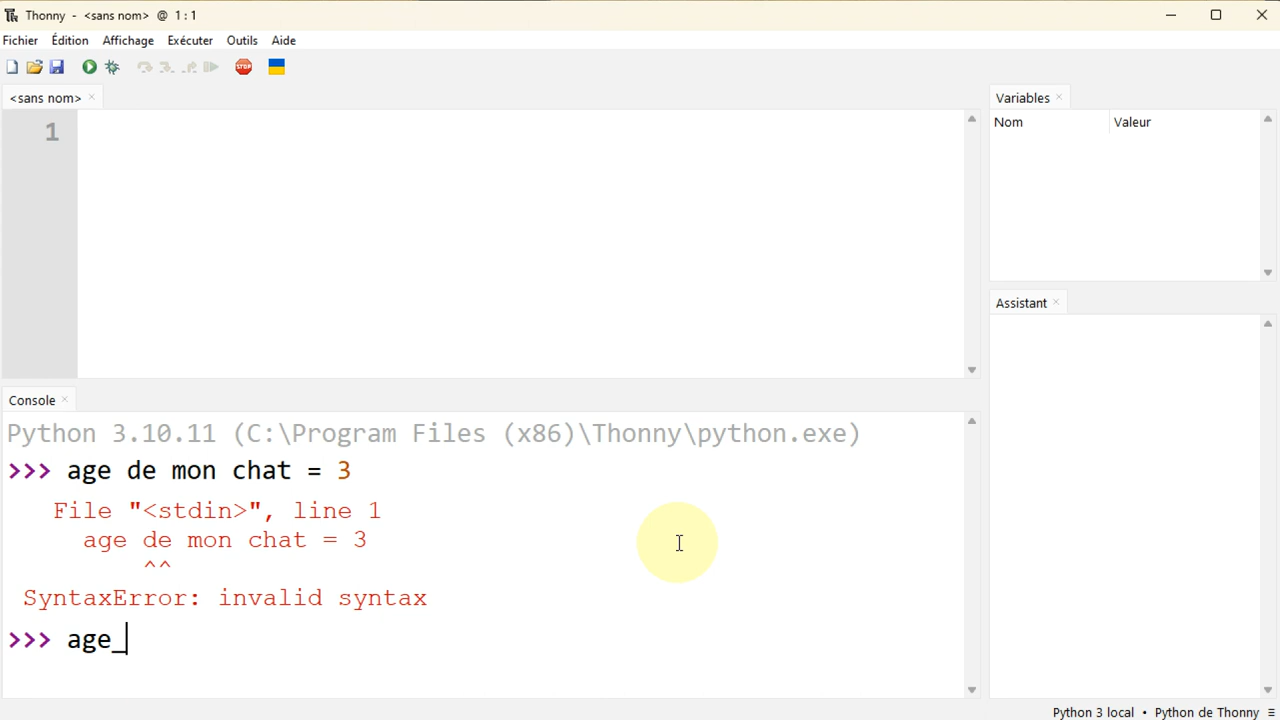 Thonny - <sans nom> @ 1 : 1
Fichier Édition Affichage Exécuter Outils Aide
STOP
<sans nom> ×
1
Variables ×
Nom Valeur
Assistant ×
Console ×
Python 3.10.11 (C:\Program Files (x86)\Thonny\python.exe)
>>> age de mon chat = 3
File "<stdin>", line 1
age de mon chat = 3
^^
SyntaxError: invalid syntax
>>> age_
Python 3 local • Python de Thonny ≡